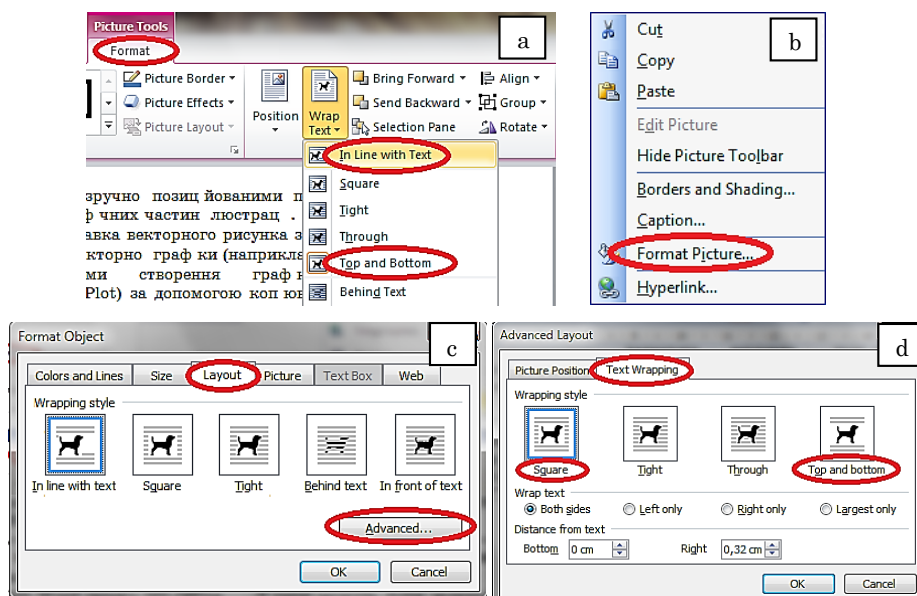 Picture Tools
Format
a
Picture Border
Picture Effects
Picture Layout
Position
Wrap
Text
Bring Forward
Send Backward
Selection Pane
Align
Group
Rotate
In Line with Text
Square
Tight
Through
Top and Bottom
Behind Text
зручно позиц йованими п
ф чних частин люстрац .
авка векторного рисунка з
кторно граф ки (наприкла
ми створення граф
Plot) за допомогою коп юв
b
Cut
Copy
Paste
Edit Picture
Hide Picture Toolbar
Borders and Shading...
Caption...
Format Picture...
Hyperlink...
Format Object
c
Colors and Lines Size Layout Picture Text Box Web
Wrapping style
In line with text Square Tight Behind text In front of text
Advanced...
OK Cancel
Advanced Layout
d
Picture Position Text Wrapping
Wrapping style
Square Tight Through Top and bottom
Wrap text
Both sides Left only Right only Largest only
Distance from text
Bottom 0 cm Right 0,32 cm
OK Cancel